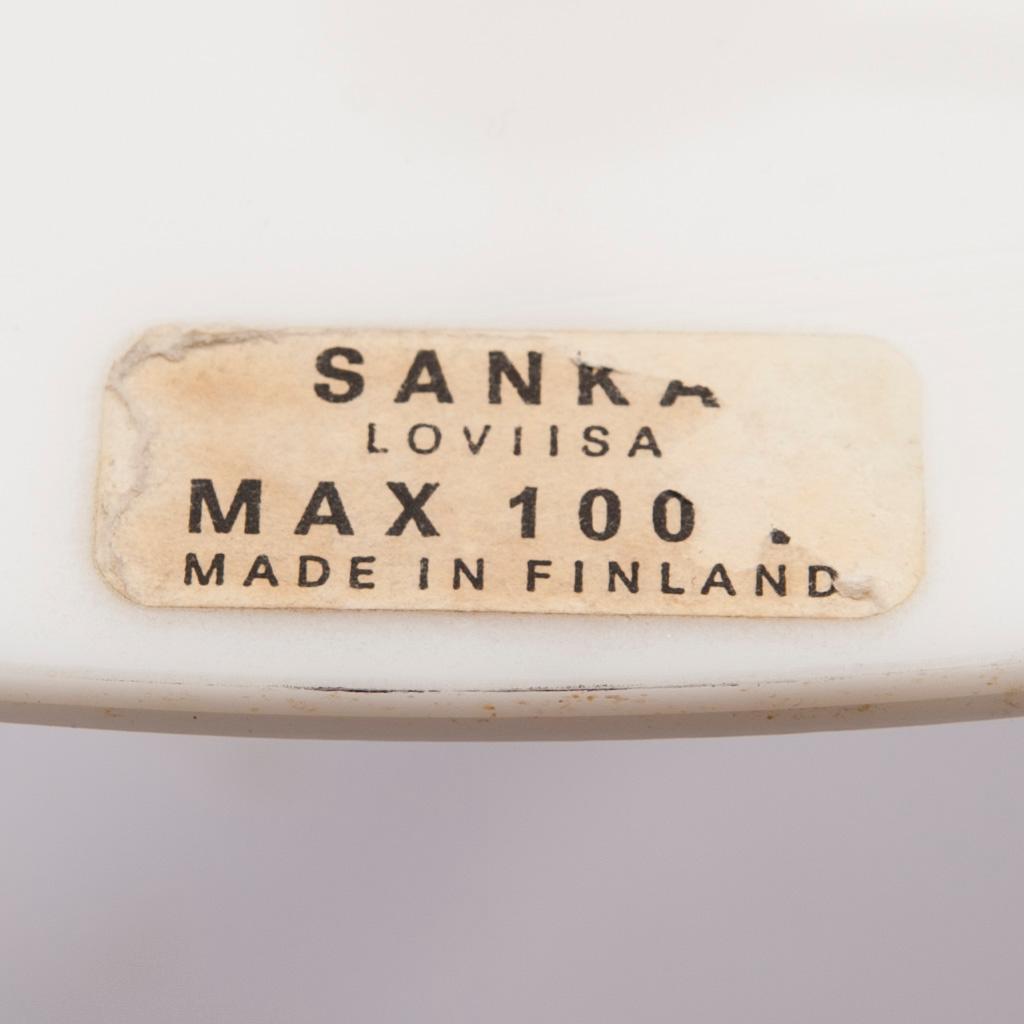 SANKA
LOVIISA
MAX 100
MADE IN FINLAND